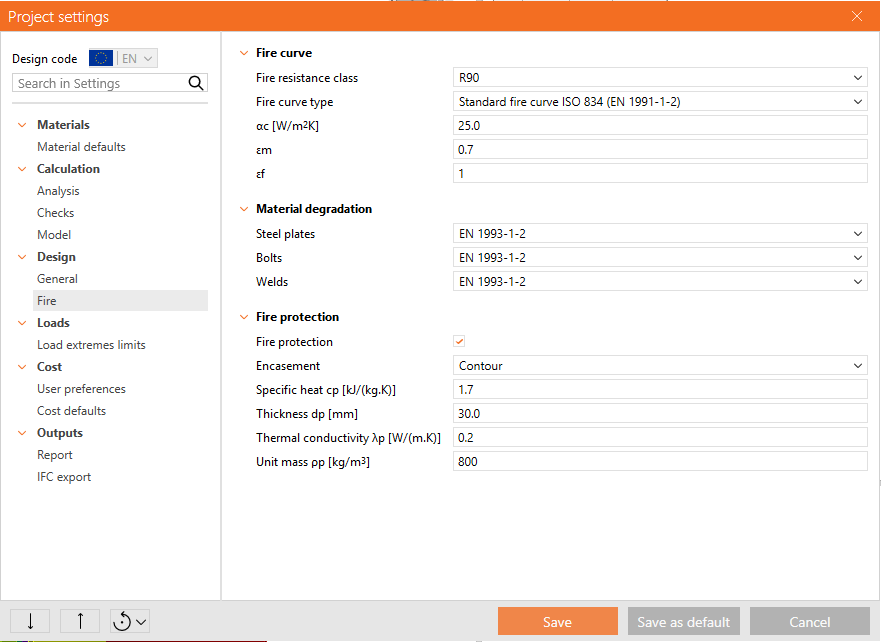 Project settings
Design code EN
Search in Settings
Materials
Material defaults
Calculation
Analysis
Checks
Model
Design
General
Fire
Loads
Load extremes limits
Cost
User preferences
Cost defaults
Outputs
Report
IFC export
Fire curve
Fire resistance class R90
Fire curve type Standard fire curve ISO 834 (EN 1991-1-2)
αc [W/m²K] 25.0
εm 0.7
εf 1
Material degradation
Steel plates EN 1993-1-2
Bolts EN 1993-1-2
Welds EN 1993-1-2
Fire protection
Fire protection
Encasement Contour
Specific heat cp [kJ/(kg.K)] 1.7
Thickness dp [mm] 30.0
Thermal conductivity λp [W/(m.K)] 0.2
Unit mass ρp [kg/m³] 800
Save Save as default Cancel